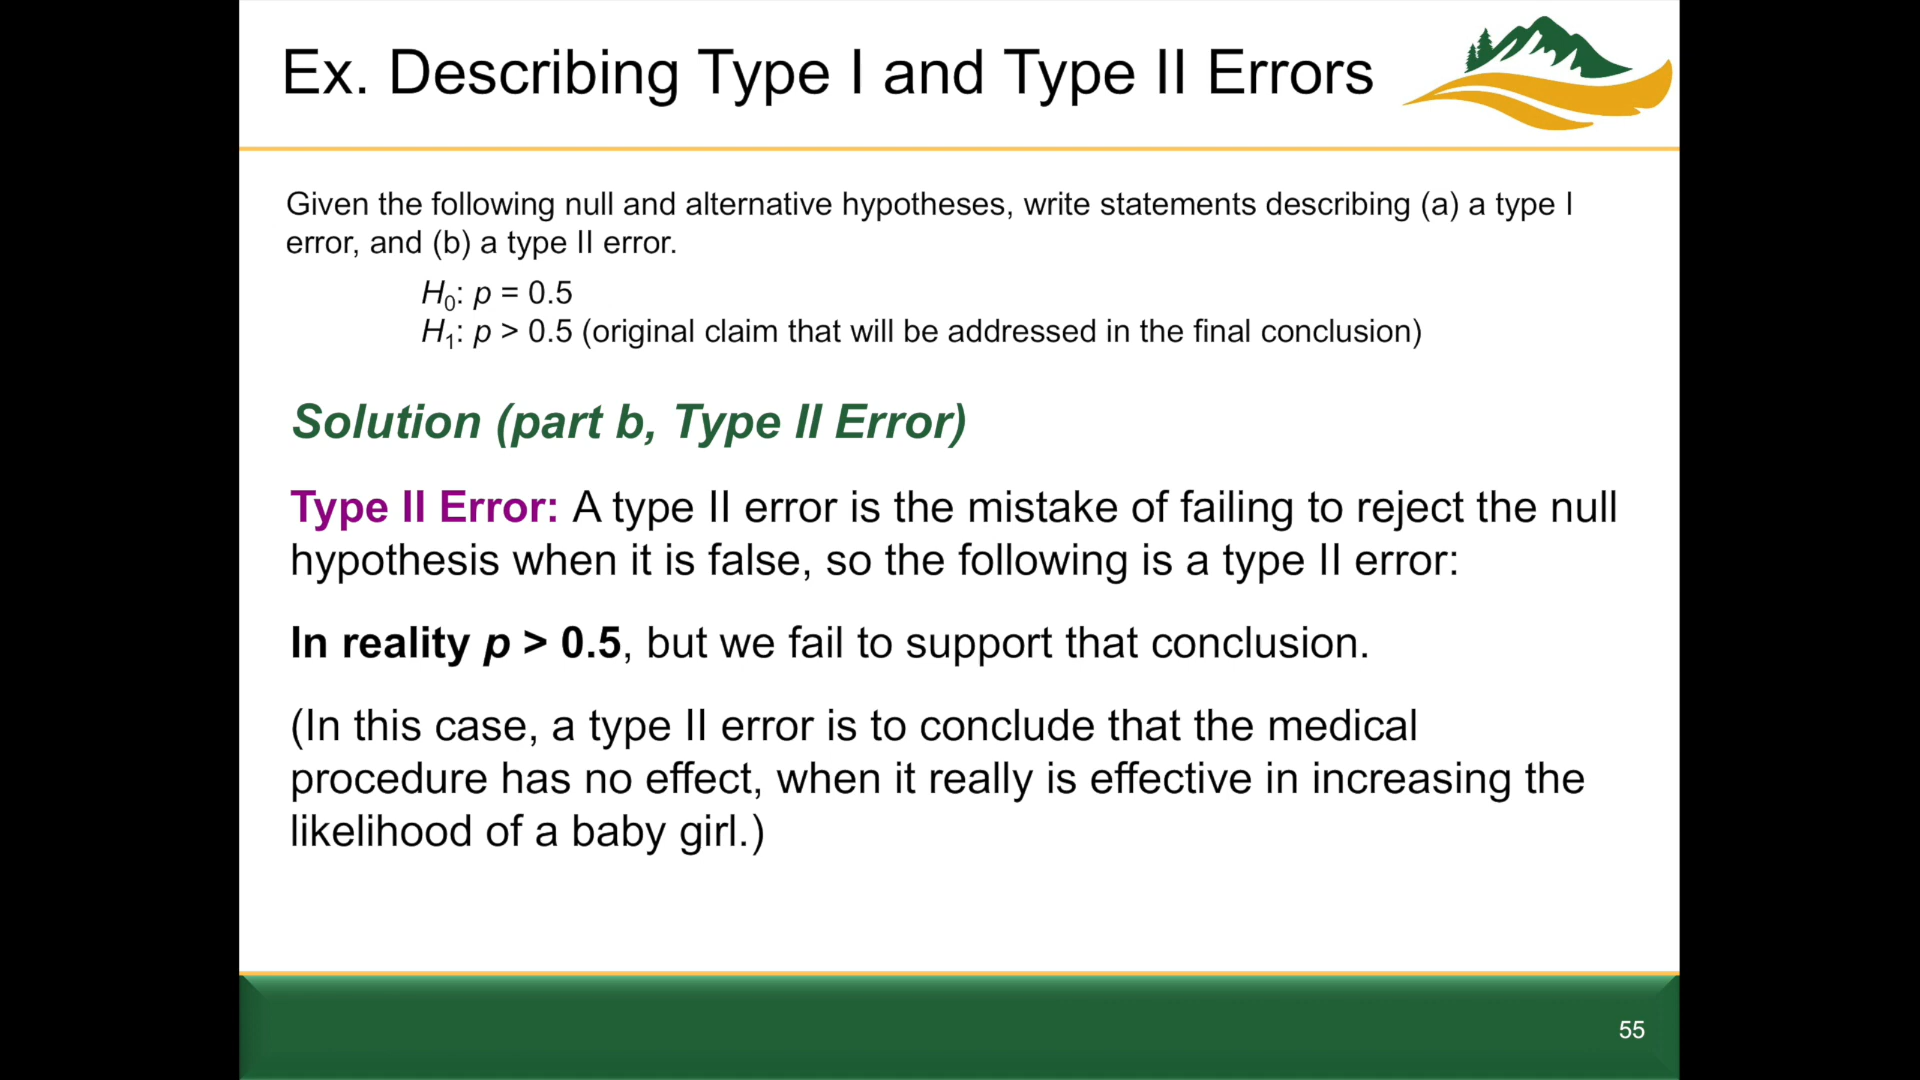 Ex. Describing Type I and Type II Errors
Given the following null and alternative hypotheses, write statements describing (a) a type I
error, and (b) a type II error.
H₀: p = 0.5
H₁: p > 0.5 (original claim that will be addressed in the final conclusion)
Solution (part b, Type II Error)
Type II Error: A type II error is the mistake of failing to reject the null
hypothesis when it is false, so the following is a type II error:
In reality p > 0.5, but we fail to support that conclusion.
(In this case, a type II error is to conclude that the medical
procedure has no effect, when it really is effective in increasing the
likelihood of a baby girl.)
55